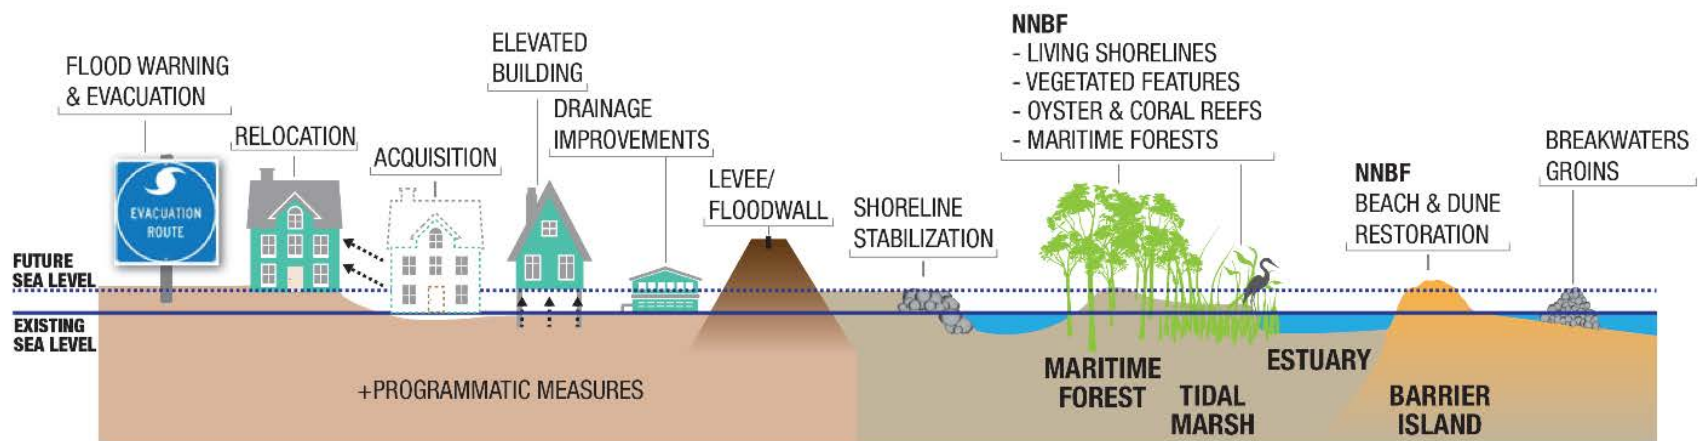 FLOOD WARNING
& EVACUATION
EVACUATION
ROUTE
RELOCATION
ACQUISITION
ELEVATED
BUILDING
DRAINAGE
IMPROVEMENTS
LEVEE/
FLOODWALL
SHORELINE
STABILIZATION
NNBF
- LIVING SHORELINES
- VEGETATED FEATURES
- OYSTER & CORAL REEFS
- MARITIME FORESTS
NNBF
BEACH & DUNE
RESTORATION
BREAKWATERS
GROINS
FUTURE
SEA LEVEL
EXISTING
SEA LEVEL
+PROGRAMMATIC MEASURES
MARITIME
FOREST
TIDAL
MARSH
ESTUARY
BARRIER
ISLAND